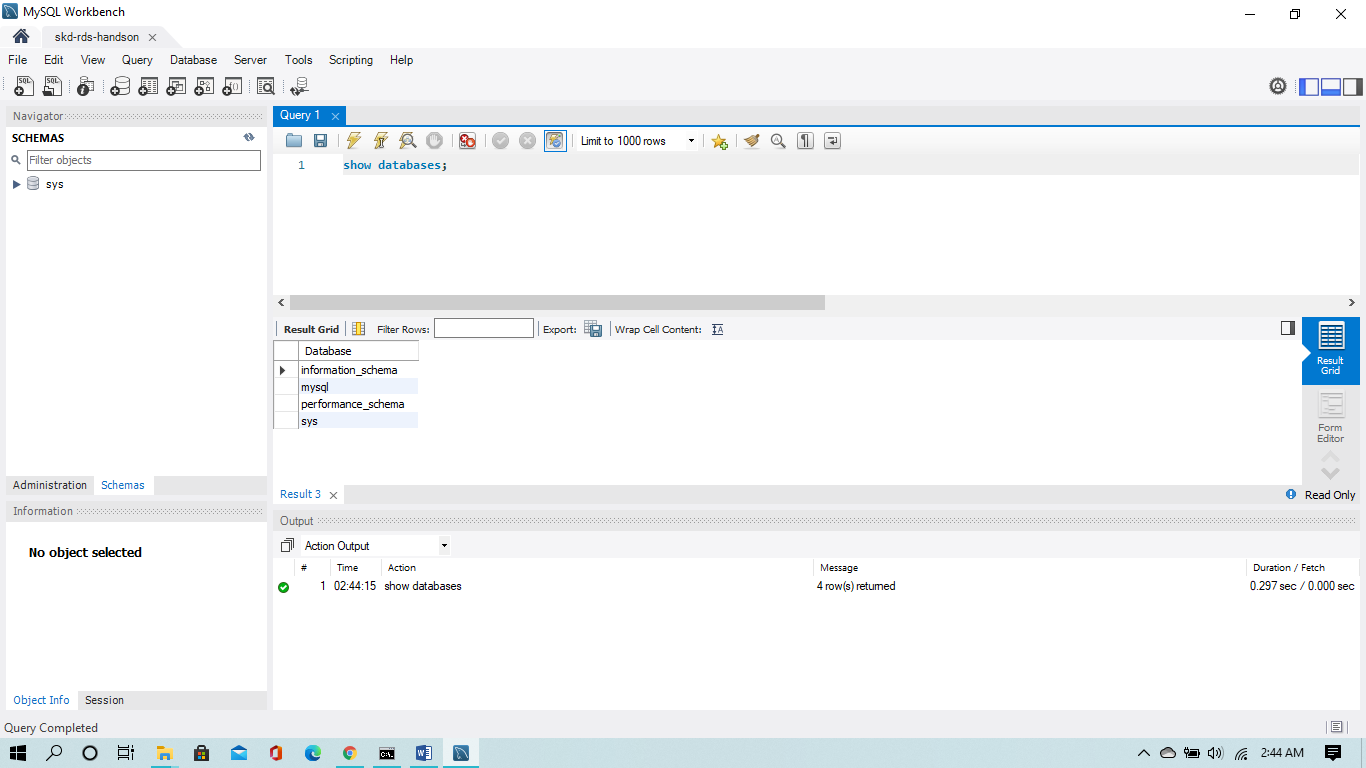 MySQL Workbench
skd-rds-handson
File Edit View Query Database Server Tools Scripting Help
Navigator
SCHEMAS
Filter objects
sys
Administration Schemas
Information
No object selected
Object Info Session
Query 1
Limit to 1000 rows
1 show databases;
Result Grid Filter Rows: Export: Wrap Cell Content:
Database
information_schema
mysql
performance_schema
sys
Result
Grid
Form
Editor
Result 3
Read Only
Output
Action Output
# Time Action Message Duration / Fetch
1 02:44:15 show databases 4 row(s) returned 0.297 sec / 0.000 sec
Query Completed
2:44 AM